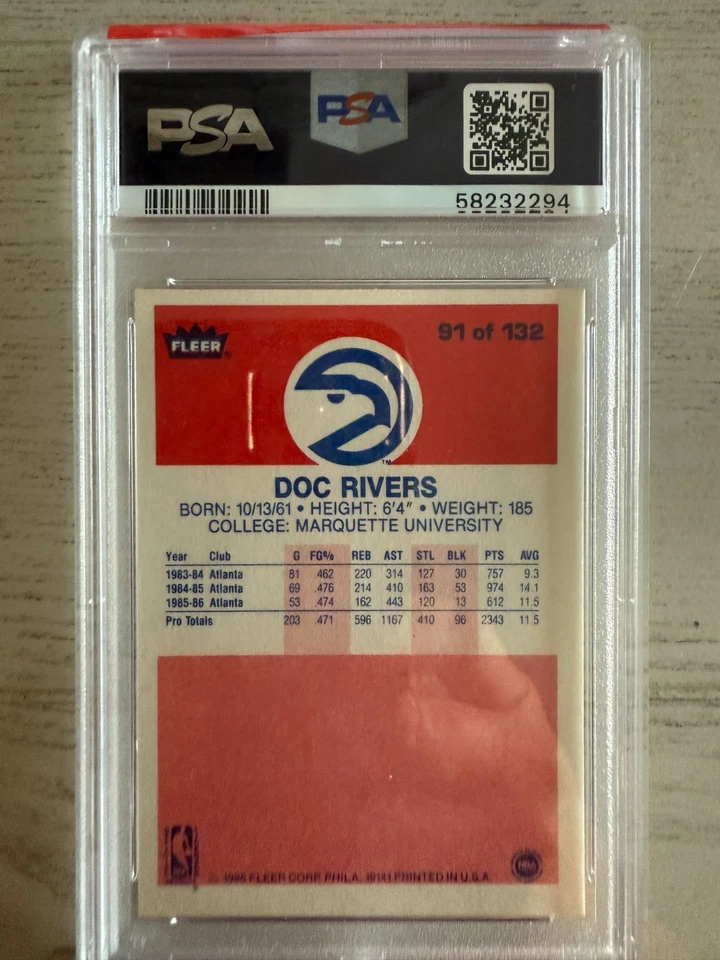 PSA PSA
58232294
FLEER 91 of 132
TM
DOC RIVERS
BORN: 10/13/61 • HEIGHT: 6'4" • WEIGHT: 185
COLLEGE: MARQUETTE UNIVERSITY
Year Club G FG% REB AST STL BLK PTS AVG
1983-84 Atlanta 81 .462 220 314 127 30 757 9.3
1984-85 Atlanta 69 .476 214 410 163 53 974 14.1
1985-86 Atlanta 53 .474 162 443 120 13 612 11.5
Pro Totals 203 .471 596 1167 410 96 2343 11.5
FLEER CORP. PHILA. 19141 PRINTED IN U.S.A.